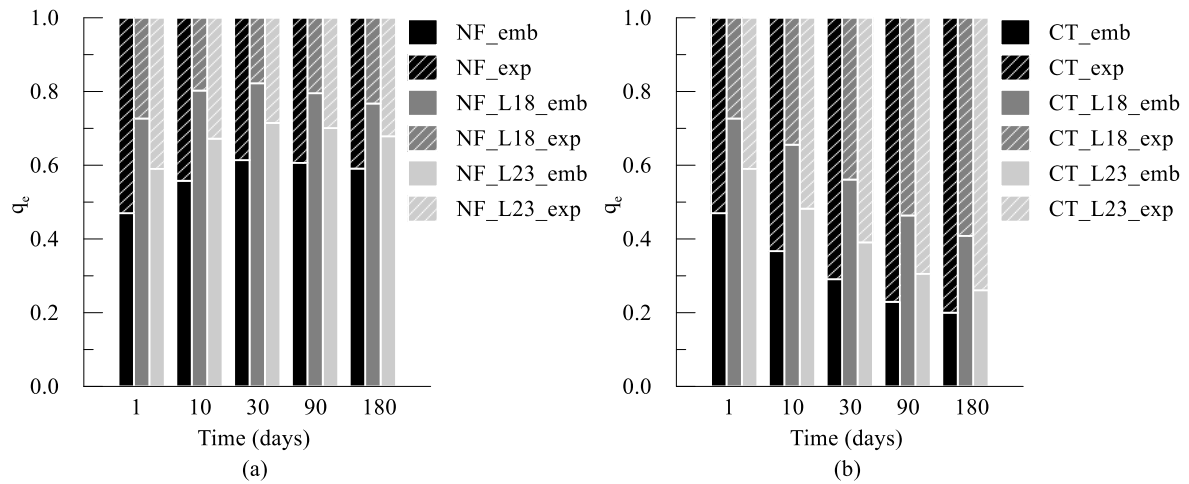 1.0
0.8
0.6
0.4
0.2
0.0
qe
1 10 30 90 180
Time (days)
(a)
NF_emb
NF_exp
NF_L18_emb
NF_L18_exp
NF_L23_emb
NF_L23_exp
1.0
0.8
0.6
0.4
0.2
0.0
qe
1 10 30 90 180
Time (days)
(b)
CT_emb
CT_exp
CT_L18_emb
CT_L18_exp
CT_L23_emb
CT_L23_exp